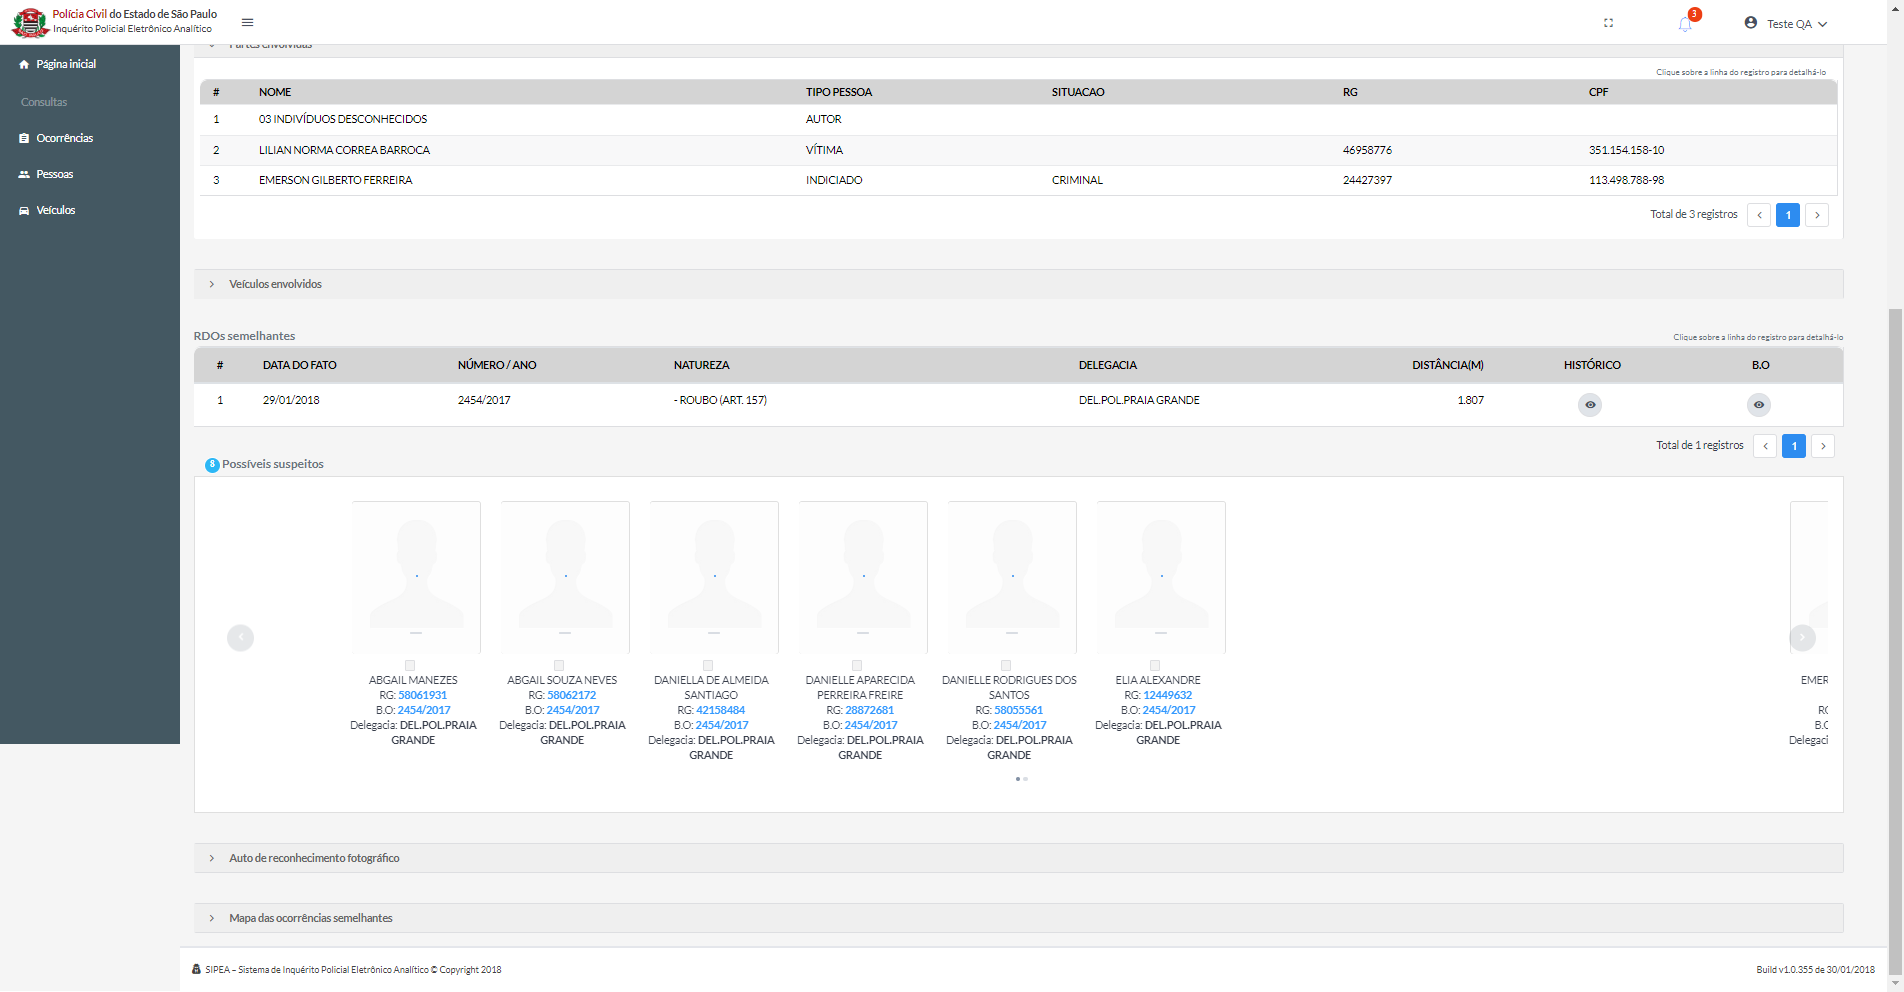 Polícia Civil do Estado de São Paulo
Inquérito Policial Eletrônico Analítico
3
Teste QA
Página inicial
Consultas
Ocorrências
Pessoas
Veículos
Partes envolvidas
Clique sobre a linha do registro para detalhá-lo
# NOME TIPO PESSOA SITUACAO RG CPF
1 03 INDIVÍDUOS DESCONHECIDOS AUTOR
2 LILIAN NORMA CORREA BARROCA VÍTIMA 46958776 351.154.158-10
3 EMERSON GILBERTO FERREIRA INDICIADO CRIMINAL 24427397 113.498.788-98
Total de 3 registros < 1 >
Veículos envolvidos
RDOs semelhantes
Clique sobre a linha do registro para detalhá-lo
# DATA DO FATO NÚMERO / ANO NATUREZA DELEGACIA DISTÂNCIA(M) HISTÓRICO B.O
1 29/01/2018 2454/2017 - ROUBO (ART. 157) DEL.POL.PRAIA GRANDE 1.807
Total de 1 registros < 1 >
8 Possíveis suspeitos
ABGAIL MANEZES
RG: 58061931
B.O: 2454/2017
Delegacia: DEL.POL.PRAIA
GRANDE
ABGAIL SOUZA NEVES
RG: 58062172
B.O: 2454/2017
Delegacia: DEL.POL.PRAIA
GRANDE
DANIELLA DE ALMEIDA
SANTIAGO
RG: 42158484
B.O: 2454/2017
Delegacia: DEL.POL.PRAIA
GRANDE
DANIELLE APARECIDA
PERREIRA FREIRE
RG: 28872681
B.O: 2454/2017
Delegacia: DEL.POL.PRAIA
GRANDE
DANIELLE RODRIGUES DOS
SANTOS
RG: 58055561
B.O: 2454/2017
Delegacia: DEL.POL.PRAIA
GRANDE
ELIA ALEXANDRE
RG: 12449632
B.O: 2454/2017
Delegacia: DEL.POL.PRAIA
GRANDE
EMER
B.O
Delegaci
Auto de reconhecimento fotográfico
Mapa das ocorrências semelhantes
SIPEA – Sistema de Inquérito Policial Eletrônico Analítico © Copyright 2018
Build v1.0.355 de 30/01/2018